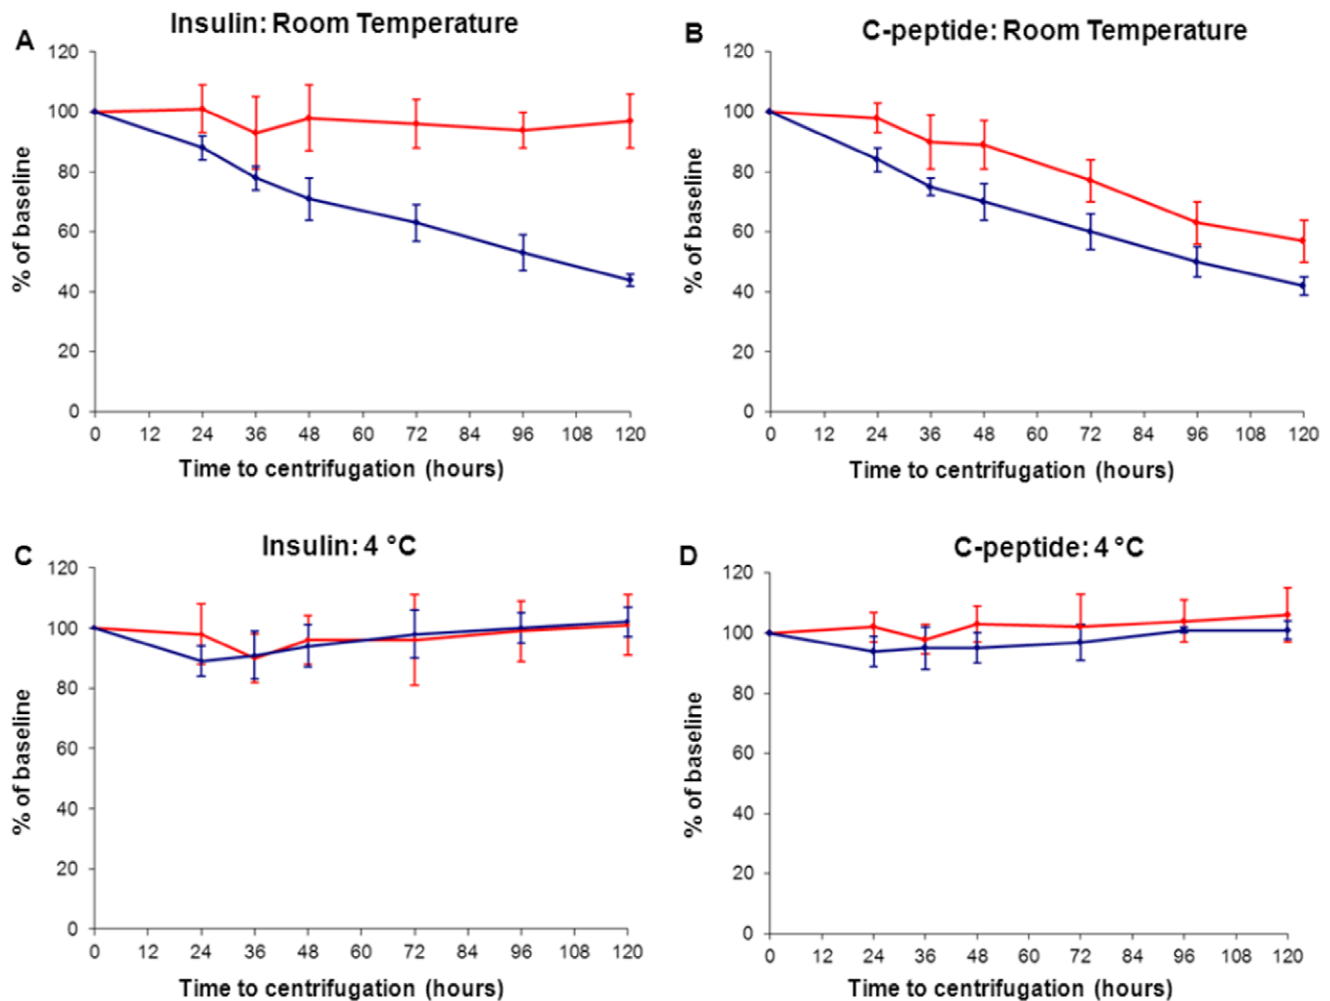 A
Insulin: Room Temperature
120
100
80
60
40
20
0
% of baseline
0 12 24 36 48 60 72 84 96 108 120
Time to centrifugation (hours)
B
C-peptide: Room Temperature
120
100
80
60
40
20
0
% of baseline
0 12 24 36 48 60 72 84 96 108 120
Time to centrifugation (hours)
C
Insulin: 4 °C
120
100
80
60
40
20
0
% of baseline
0 12 24 36 48 60 72 84 96 108 120
Time to centrifugation (hours)
D
C-peptide: 4 °C
120
100
80
60
40
20
0
% of baseline
0 12 24 36 48 60 72 84 96 108 120
Time to centrifugation (hours)